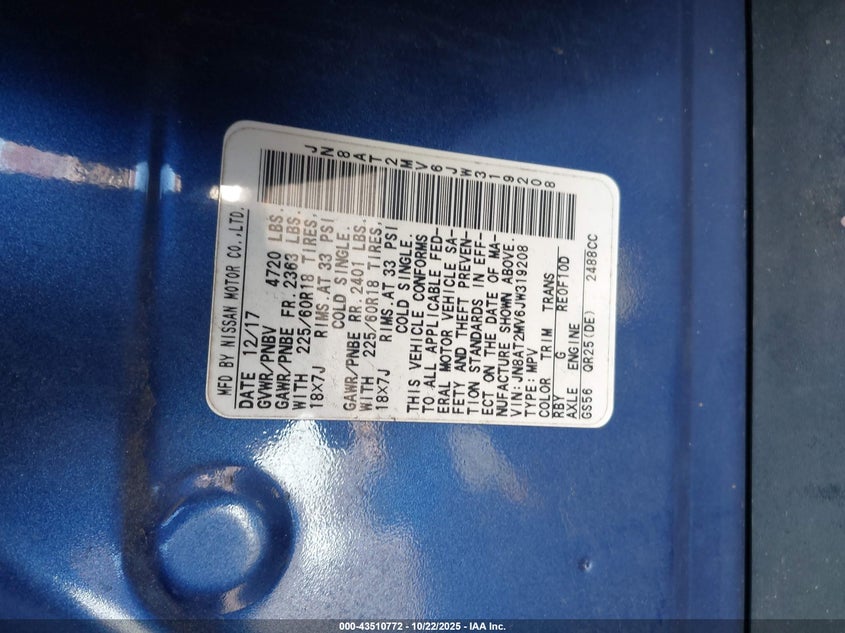 JN8AT2MV6JW319208
MFD BY NISSAN MOTOR CO.,LTD.
DATE 12/17
GVWR/PNBV 4720 LBS.
GAWR/PNBE FR. 2363 LBS.
WITH 225/60R18 TIRES,
18X7J RIMS.AT 33 PSI
COLD SINGLE.
GAWR/PNBE RR. 2401 LBS.
WITH 225/60R18 TIRES,
18X7J RIMS.AT 33 PSI
COLD SINGLE.
THIS VEHICLE CONFORMS
TO ALL APPLICABLE FED-
ERAL MOTOR VEHICLE SA-
FETY AND THEFT PREVEN-
TION STANDARDS IN EFF-
ECT ON THE DATE OF MA-
NUFACTURE SHOWN ABOVE.
VIN:JN8AT2MV6JW319208
TYPE:MPV
COLOR TRIM TRANS
RBY G RE0F10D
AXLE ENGINE
GS56 QR25(DE) 2488CC
000-43510772 - 10/22/2025 - IAA Inc.